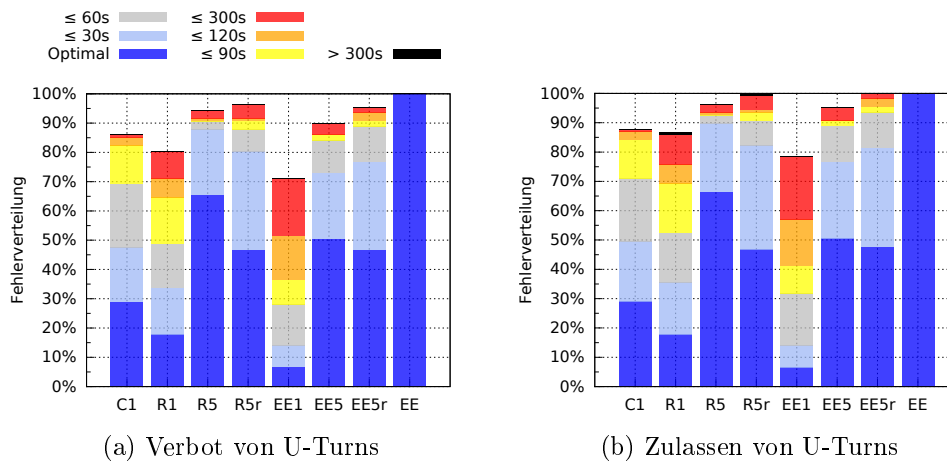 ≤ 60s ≤ 300s
≤ 30s ≤ 120s
Optimal ≤ 90s > 300s
Fehlerverteilung
100%
90%
80%
70%
60%
50%
40%
30%
20%
10%
0%
C1 R1 R5 R5r EE1 EE5 EE5r EE
(a) Verbot von U-Turns
Fehlerverteilung
100%
90%
80%
70%
60%
50%
40%
30%
20%
10%
0%
C1 R1 R5 R5r EE1 EE5 EE5r EE
(b) Zulassen von U-Turns